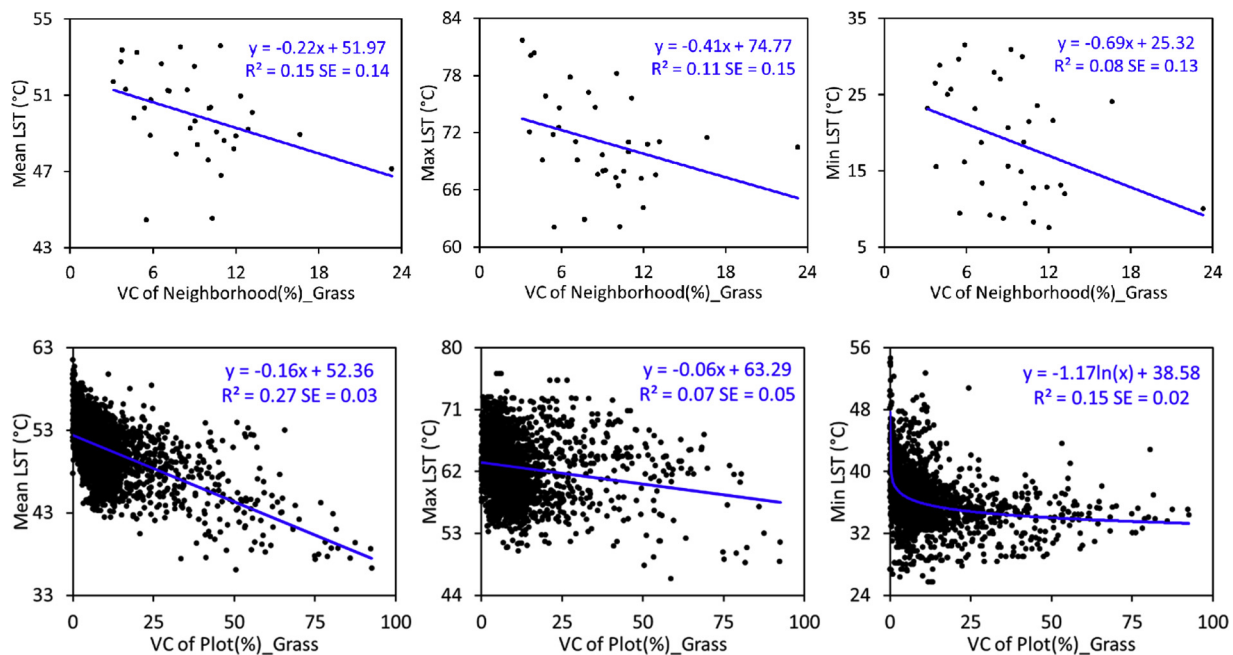 55
51
47
43
Mean LST (°C)
y = -0.22x + 51.97
R² = 0.15 SE = 0.14
0 6 12 18 24
VC of Neighborhood(%)_Grass
84
78
72
66
60
Max LST (°C)
y = -0.41x + 74.77
R² = 0.11 SE = 0.15
0 6 12 18 24
VC of Neighborhood(%)_Grass
35
25
15
5
Min LST (°C)
y = -0.69x + 25.32
R² = 0.08 SE = 0.13
0 6 12 18 24
VC of Neighborhood(%)_Grass
63
53
43
33
Mean LST (°C)
y = -0.16x + 52.36
R² = 0.27 SE = 0.03
0 25 50 75 100
VC of Plot(%)_Grass
80
71
62
53
44
Max LST (°C)
y = -0.06x + 63.29
R² = 0.07 SE = 0.05
0 25 50 75 100
VC of Plot(%)_Grass
56
48
40
32
24
Min LST (°C)
y = -1.17ln(x) + 38.58
R² = 0.15 SE = 0.02
0 25 50 75 100
VC of Plot(%)_Grass